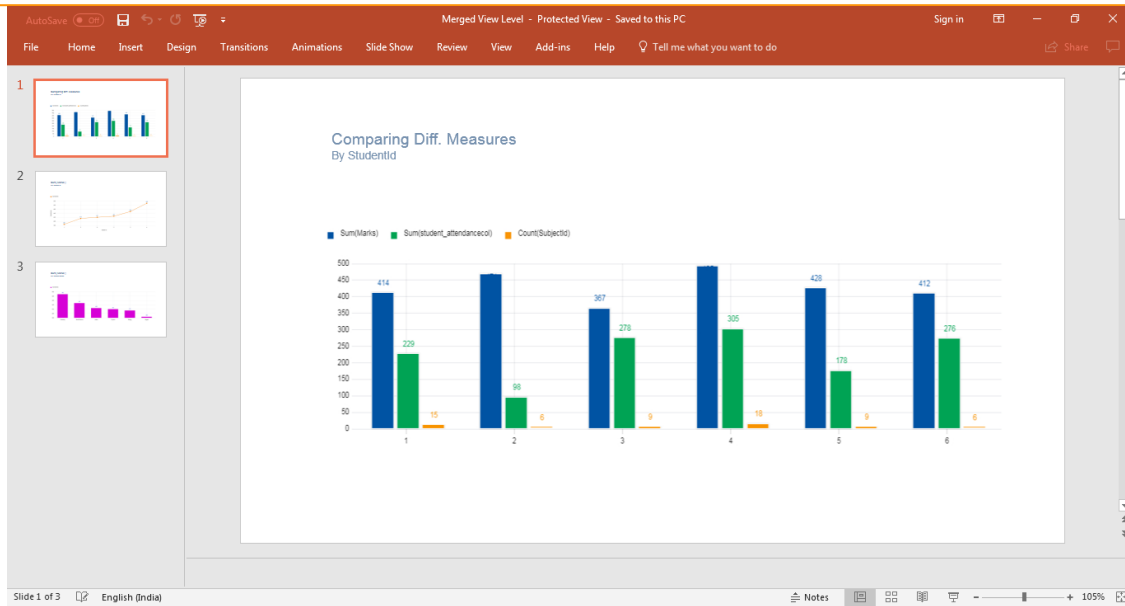 AutoSave Off Merged View Level - Protected View - Saved to this PC Sign in
File Home Insert Design Transitions Animations Slide Show Review View Add-ins Help Tell me what you want to do Share
1
2
3
Comparing Diff. Measures
By StudentId
Sum(Marks) Sum(student_attendancecol) Count(SubjectId)
500
450
400
350
300
250
200
150
100
50
0
414 367 428 412
229 98 278 305 178 276
15 6 9 18 9 6
1 2 3 4 5 6
Slide 1 of 3 English (India) Notes 105%